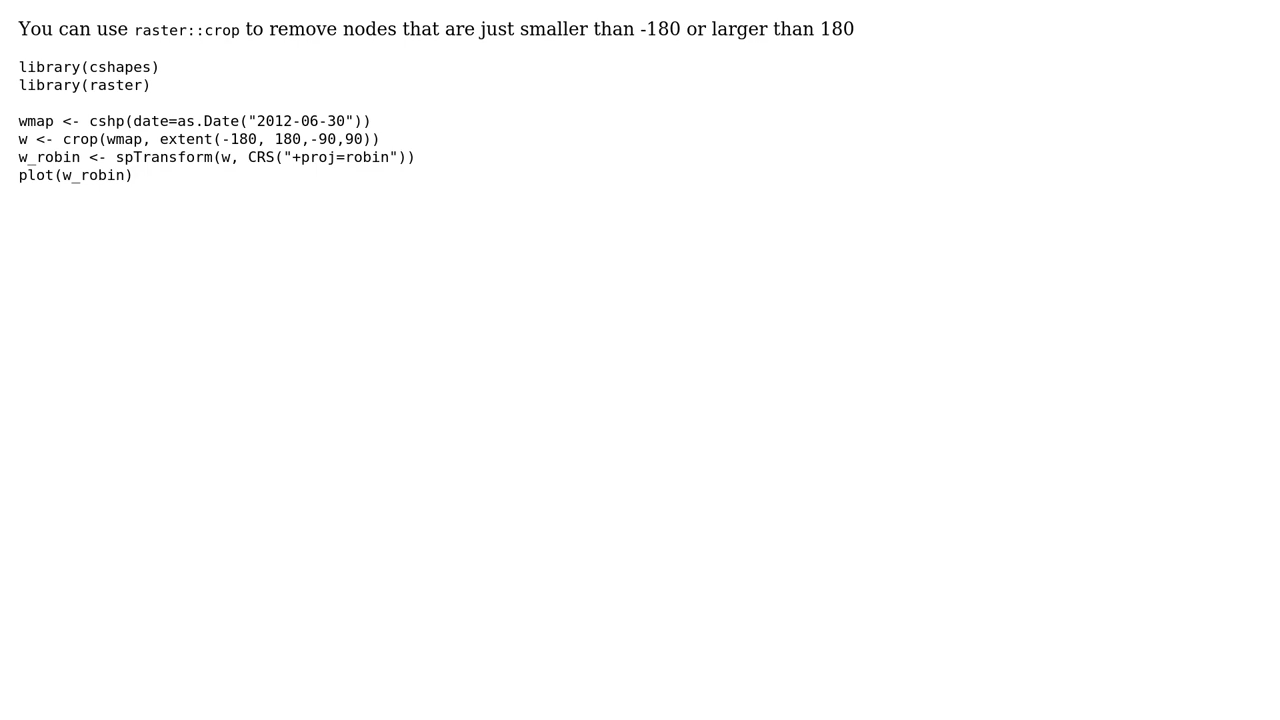 You can use raster::crop to remove nodes that are just smaller than -180 or larger than 180
library(cshapes)
library(raster)
wmap <- cshp(date=as.Date("2012-06-30"))
w <- crop(wmap, extent(-180, 180,-90,90))
w_robin <- spTransform(w, CRS("+proj=robin"))
plot(w_robin)